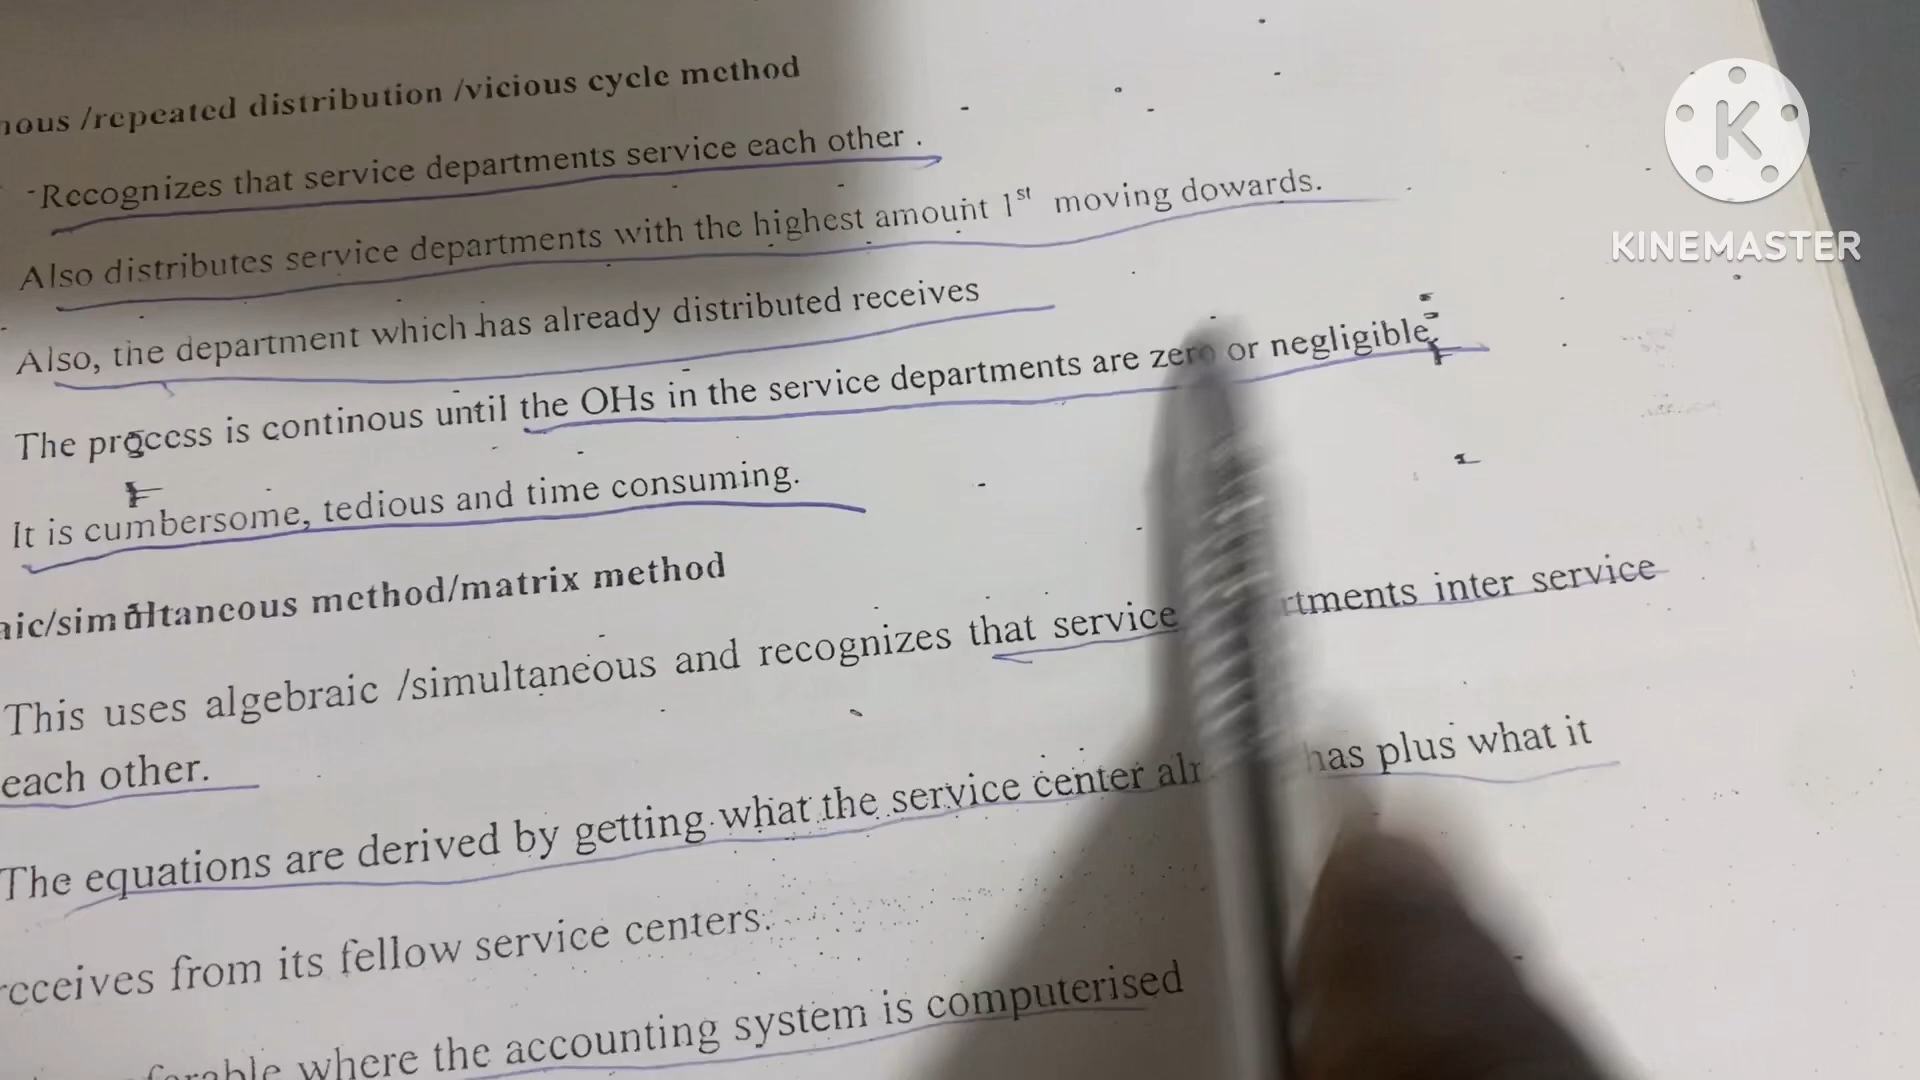 /repeated distribution /vicious cycle method
-Recognizes that service departments service each other .
Also distributes service departments with the highest amount 1st moving dowards.
Also, the department which has already distributed receives
The process is continous until the OHs in the service departments are zero or negligible
It is cumbersome, tedious and time consuming.
/simultaneous method/matrix method
This uses algebraic /simultaneous and recognizes that service inter service
each other.
The equations are derived by getting what the service center has plus what it
receives from its fellow service centers.
where the accounting system is computerised
KINEMASTER